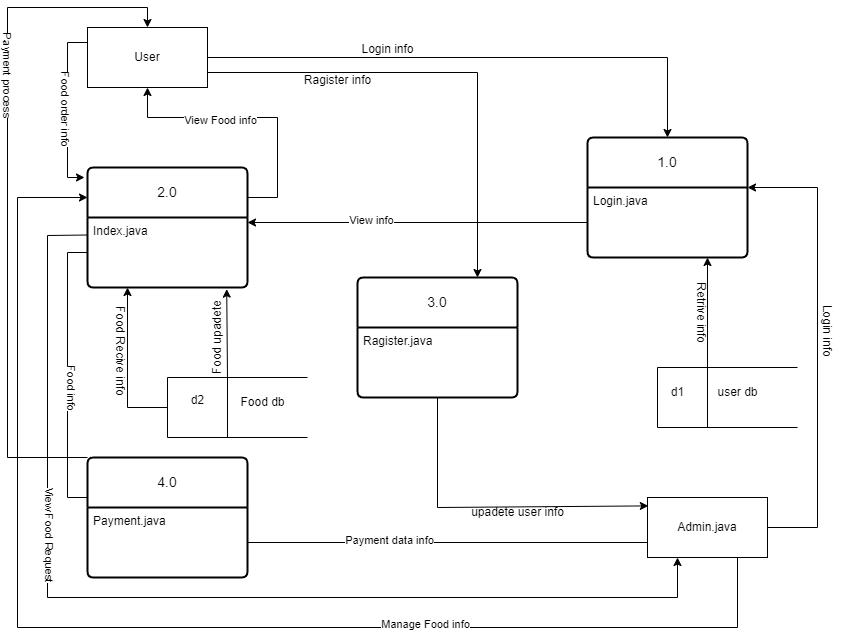 User
Login info
Ragister info
Payment process
Food order info
View Food info
1.0
Login.java
2.0
Index.java
View info
3.0
Ragister.java
Retrive info
Login info
Food Recive info
Food upadete
Food info
d2
Food db
d1
user db
4.0
Payment.java
View Food Request
upadete user info
Admin.java
Payment data info
Manage Food info